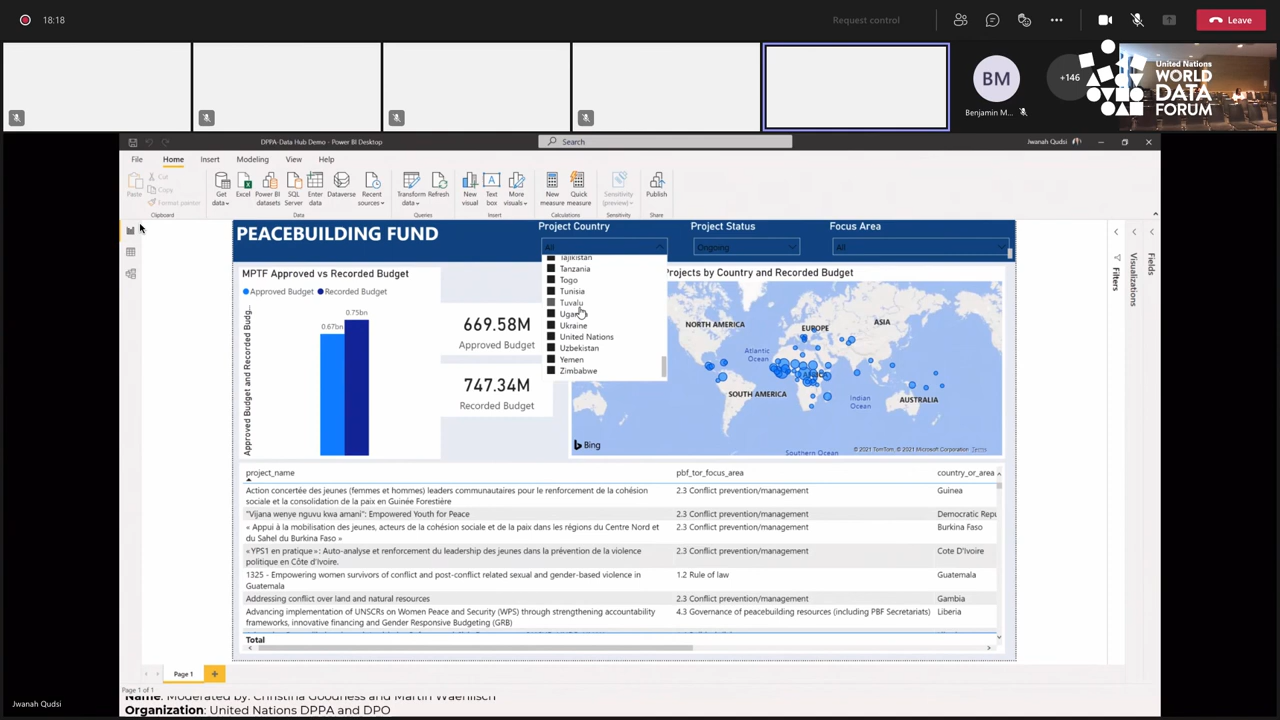 18:18
Request control
Leave
BM
Benjamin M...
+146
United Nations
WORLD
DATA
FORUM
DPPA-Data Hub Demo - Power BI Desktop
Search
Jwanah Qudsi
File
Home
Insert
Modeling
View
Help
Paste
Cut
Copy
Format painter
Clipboard
Get data
Excel
Power BI datasets
SQL Server
Enter data
Dataverse
Recent sources
Data
Transform data
Refresh
Queries
New visual
Text box
More visuals
Insert
New measure
Quick measure
Calculations
Sensitivity (preview)
Sensitivity
Publish
Share
PEACEBUILDING FUND
Project Country
All
Project Status
Ongoing
Focus Area
All
Tajikistan
Tanzania
Togo
Tunisia
Tuvalu
Ukraine
United Nations
Uzbekistan
Yemen
Zimbabwe
MPTF Approved vs Recorded Budget
Approved Budget
Recorded Budget
Approved Budget and Recorded Budg...
0.67bn
0.75bn
669.58M
Approved Budget
747.34M
Recorded Budget
Projects by Country and Recorded Budget
NORTH AMERICA
EUROPE
ASIA
Atlantic
Ocean
AFRICA
SOUTH AMERICA
Indian
Ocean
AUSTRALIA
Southern Ocean
Bing
© 2021 TomTom, © 2021 Microsoft Corporation Terms
Filters
Visualizations
Fields
project_name
pbf_tor_focus_area
country_or_area
Action concertée des jeunes (femmes et hommes) leaders communautaires pour le renforcement de la cohésion
sociale et la consolidation de la paix en Guinée Forestière
2.3 Conflict prevention/management
Guinea
"Vijana wenye nguvu kwa amani": Empowered Youth for Peace
2.3 Conflict prevention/management
Democratic Repu
« Appui à la mobilisation des jeunes, acteurs de la cohésion sociale et de la paix dans les régions du Centre Nord et
du Sahel du Burkina Faso »
2.3 Conflict prevention/management
Burkina Faso
« YPS1 en pratique» : Auto-analyse et renforcement du leadership des jeunes dans la prévention de la violence
politique en Côte d'Ivoire.
2.3 Conflict prevention/management
Cote D'Ivoire
1325 - Empowering women survivors of conflict and post-conflict related sexual and gender-based violence in
Guatemala
1.2 Rule of law
Guatemala
Addressing conflict over land and natural resources
2.3 Conflict prevention/management
Gambia
Advancing implementation of UNSCRs on Women Peace and Security (WPS) through strengthening accountability
frameworks, innovative financing and Gender Responsive Budgeting (GRB)
4.3 Governance of peacebuilding resources (including PBF Secretariats)
Liberia
Total
Page 1
Page 1 of 1
Jwanah Qudsi
Name: Moderated by: Christina Goodness and Martin Waehlisch
Organization: United Nations DPPA and DPO